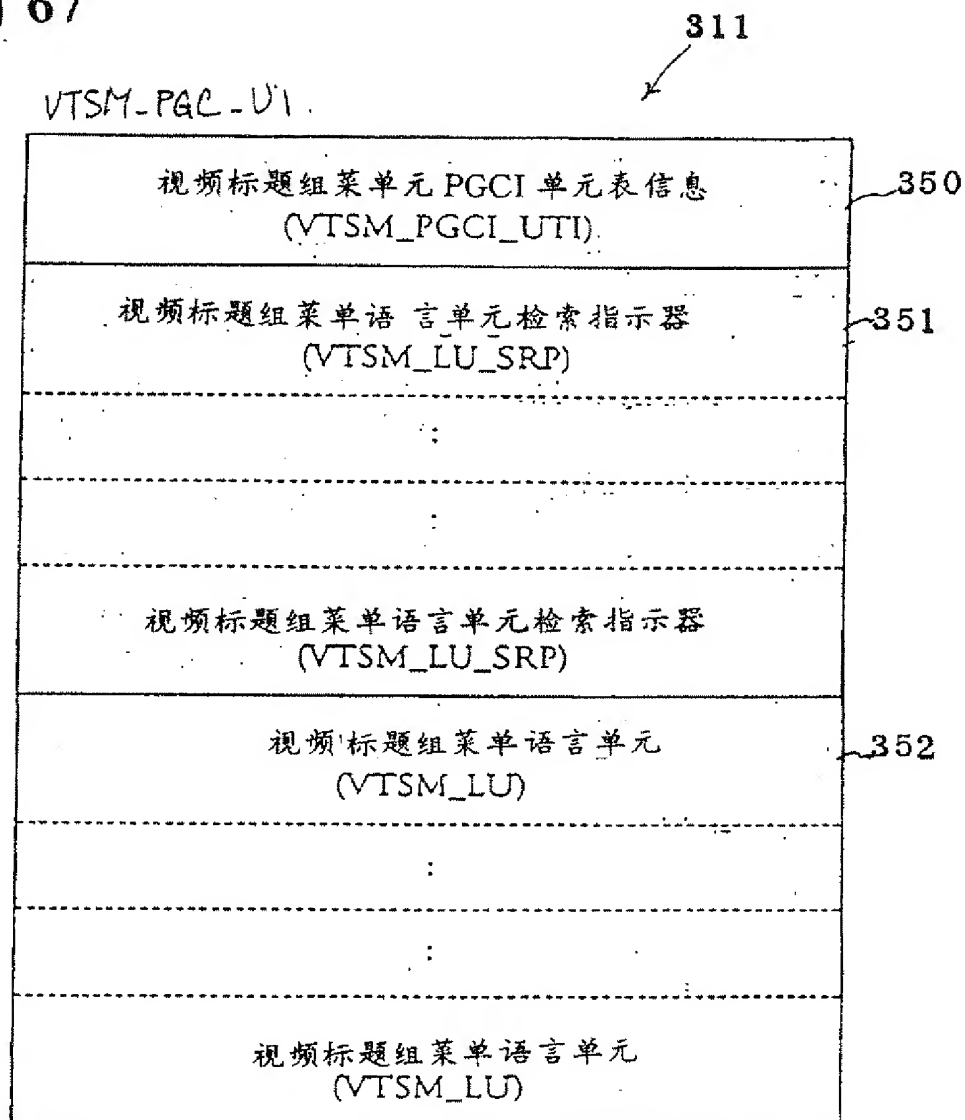 ) 67
311
VTSM-PGC-UI.
视频标题组菜单元 PGCI 单元表信息
(VTSM_PGCI_UTI)
350
视频标题组菜单语 言单元检索指示器
(VTSM_LU_SRP)
351
:
:
视频标题组菜单语言单元检索指示器
(VTSM_LU_SRP)
视频标题组菜单语言单元
(VTSM_LU)
352
:
:
视频标题组菜单语言单元
(VTSM_LU)